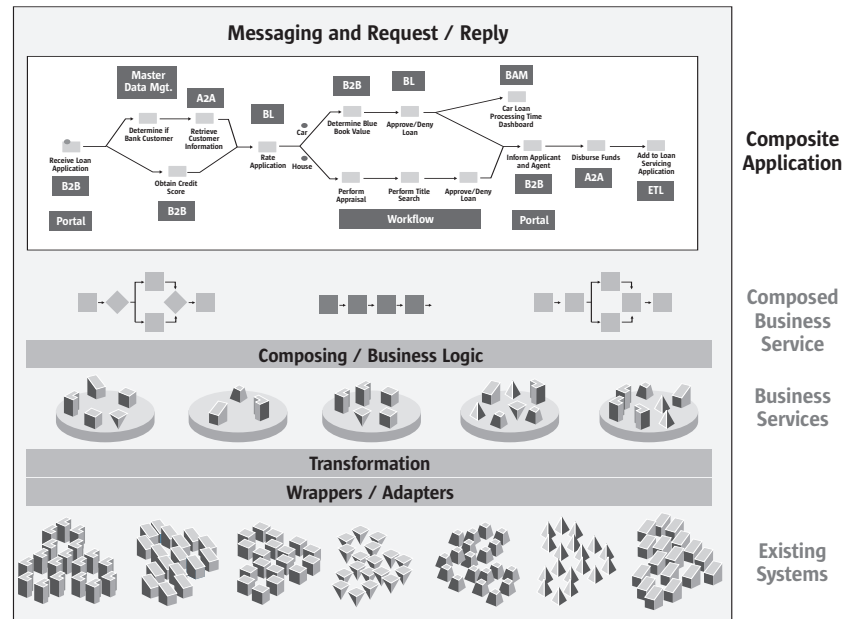 Messaging and Request / Reply
Master
Data Mgt.
A2A
BL
B2B
BL
BAM
Determine if
Bank Customer
Retrieve
Customer
Information
Car
Determine Blue
Book Value
Approve/Deny
Loan
Car Loan
Processing Time
Dashboard
Receive Loan
Application
B2B
Portal
Obtain Credit
Score
B2B
Rate
Application
House
Perform
Appraisal
Perform Title
Search
Approve/Deny
Loan
Workflow
Inform Applicant
and Agent
B2B
Portal
Disburse Funds
A2A
Add to Loan
Servicing
Application
ETL
Composite
Application
Composed
Business
Service
Composing / Business Logic
Business
Services
Transformation
Wrappers / Adapters
Existing
Systems